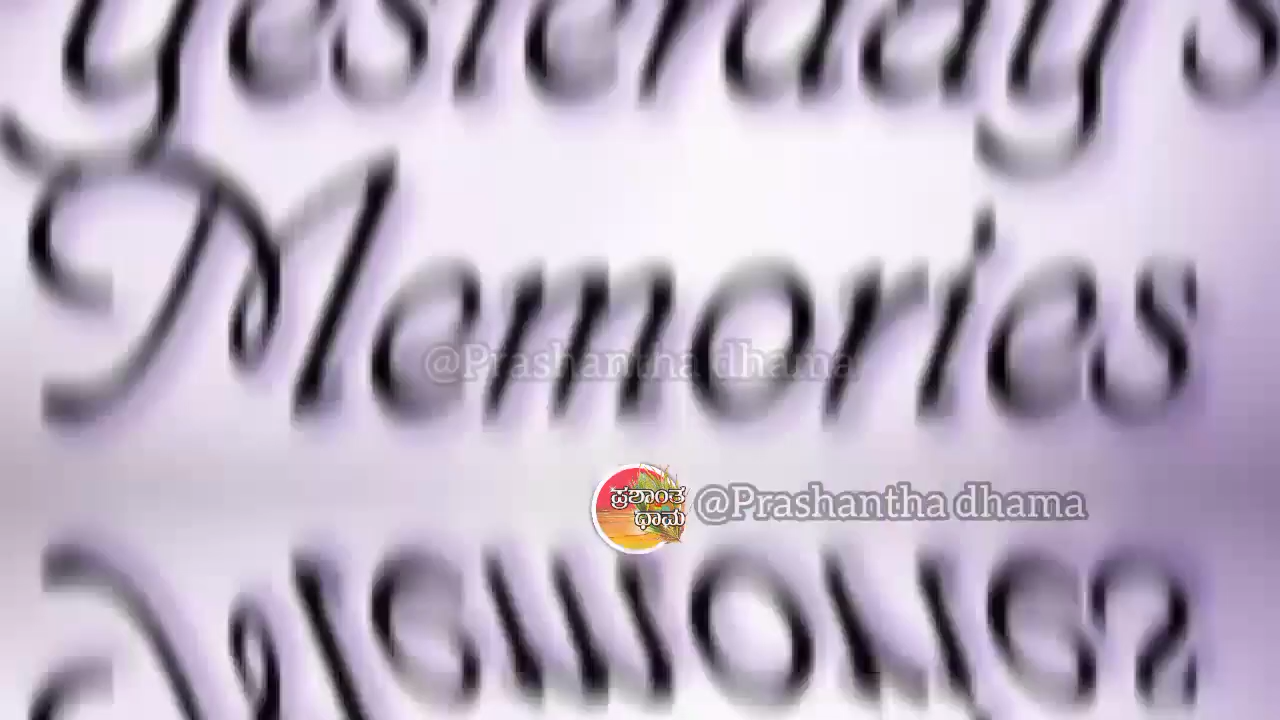 Yesterday's
Memories
@Prashantha dhama
ಪ್ರಶಾಂತ
ಧಾಮ
@Prashantha dhama